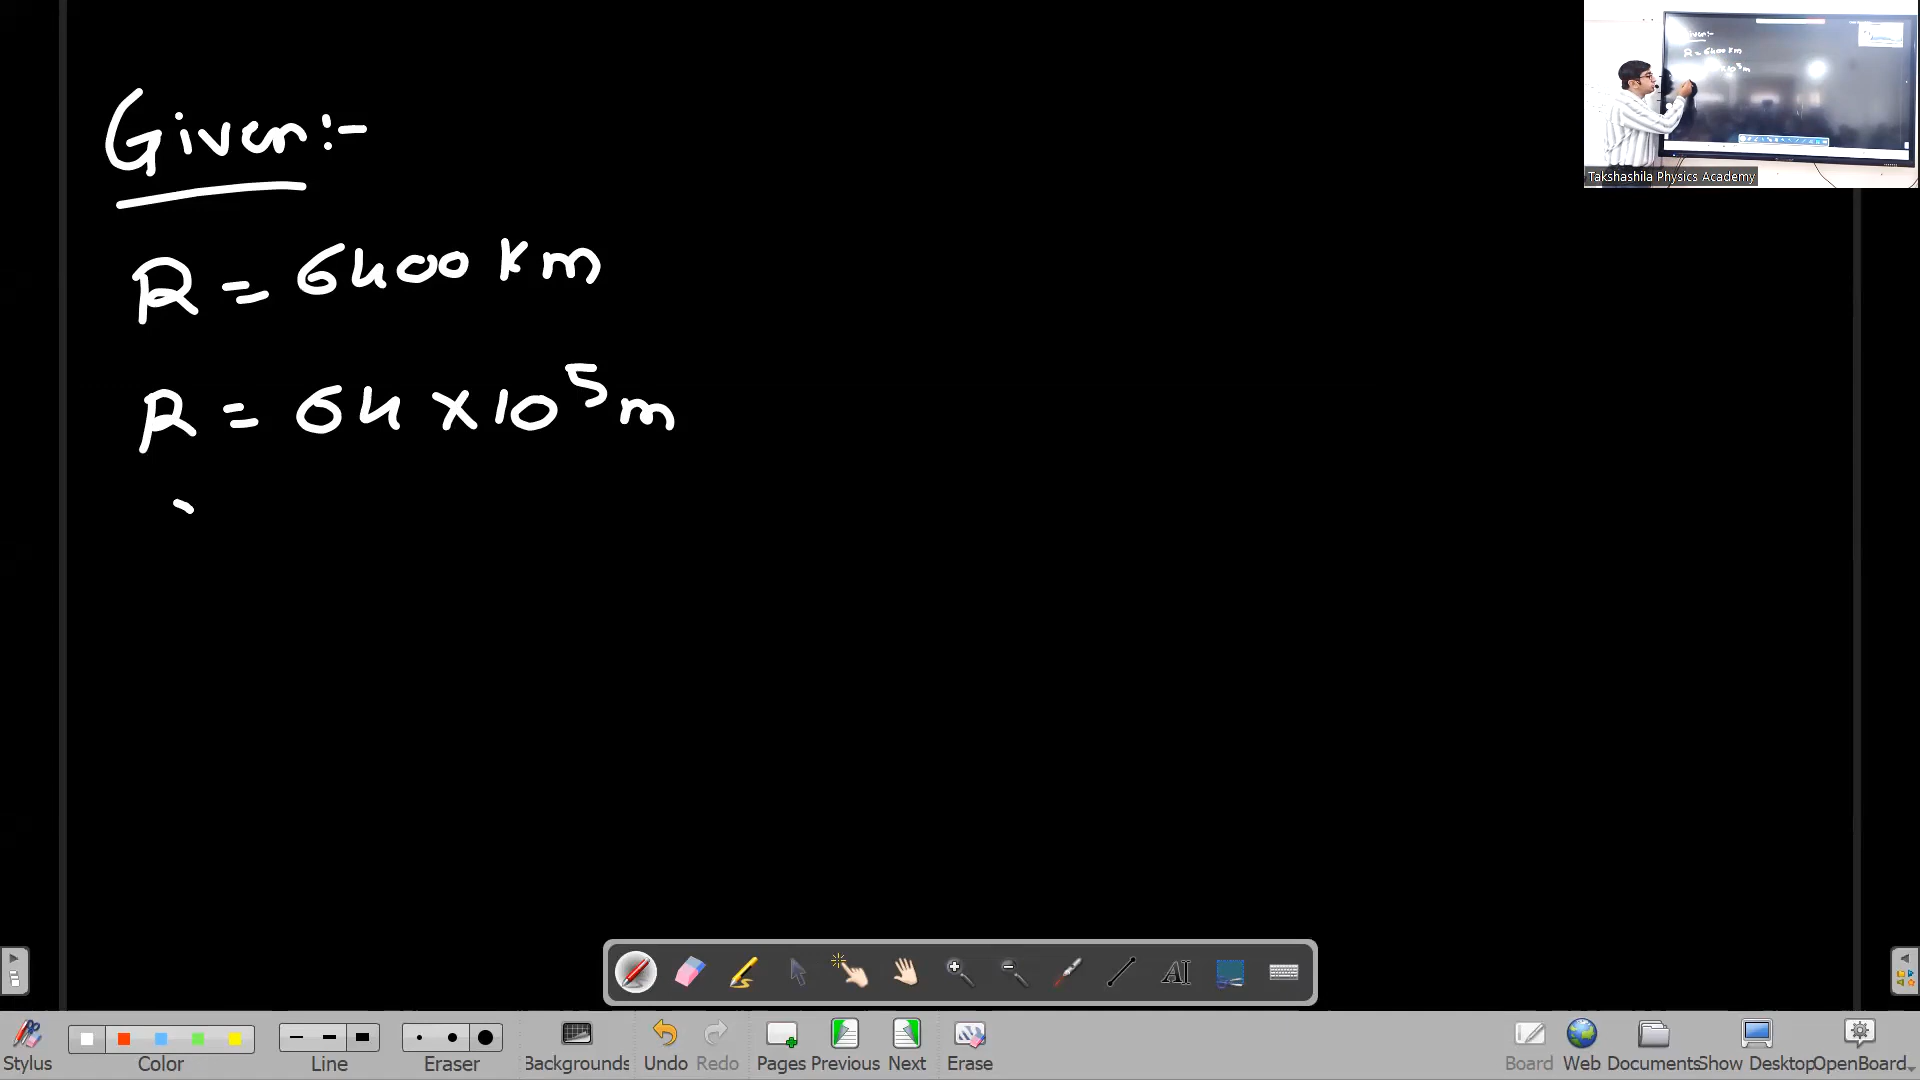 Given:-
R = 6400 Km
R = 64 × 10⁵ m
Takshashila Physics Academy
Stylus
Color
Line
Eraser
Backgrounds
Undo
Redo
Pages
Previous
Next
Erase
Board
Web
Documents
Show Desktop
OpenBoard